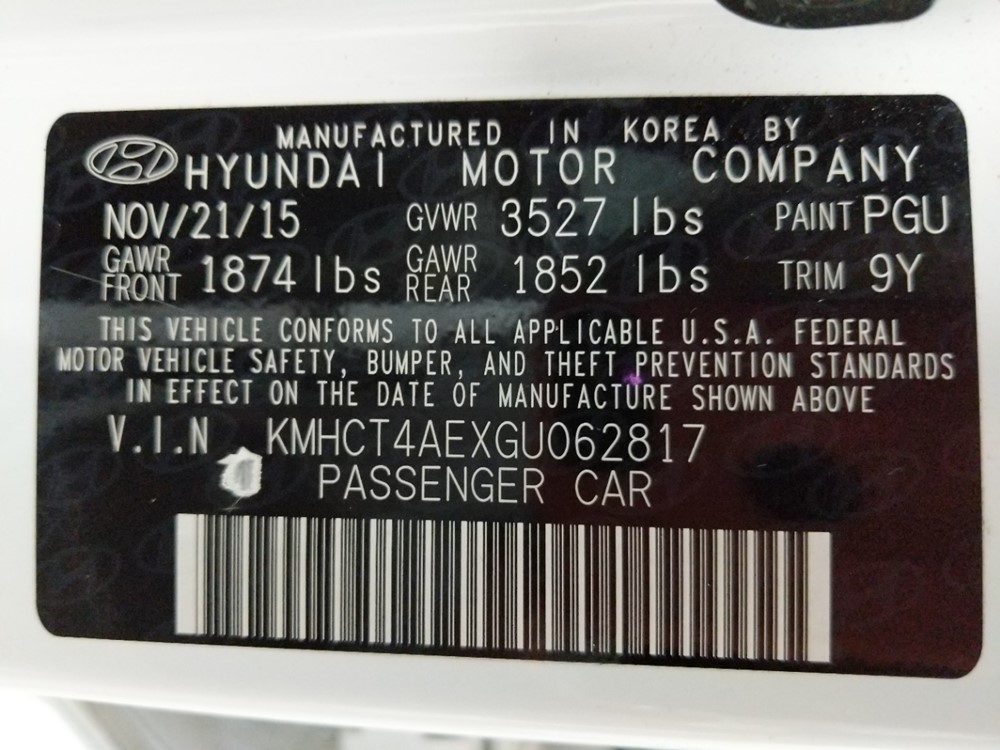 MANUFACTURED IN KOREA BY
HYUNDAI MOTOR COMPANY
NOV/21/15 GVWR 3527 lbs PAINT PGU
GAWR FRONT 1874 lbs GAWR REAR 1852 lbs TRIM 9Y
THIS VEHICLE CONFORMS TO ALL APPLICABLE U.S.A. FEDERAL
MOTOR VEHICLE SAFETY, BUMPER, AND THEFT PREVENTION STANDARDS
IN EFFECT ON THE DATE OF MANUFACTURE SHOWN ABOVE
V.I.N KMHCT4AEXGU062817
PASSENGER CAR